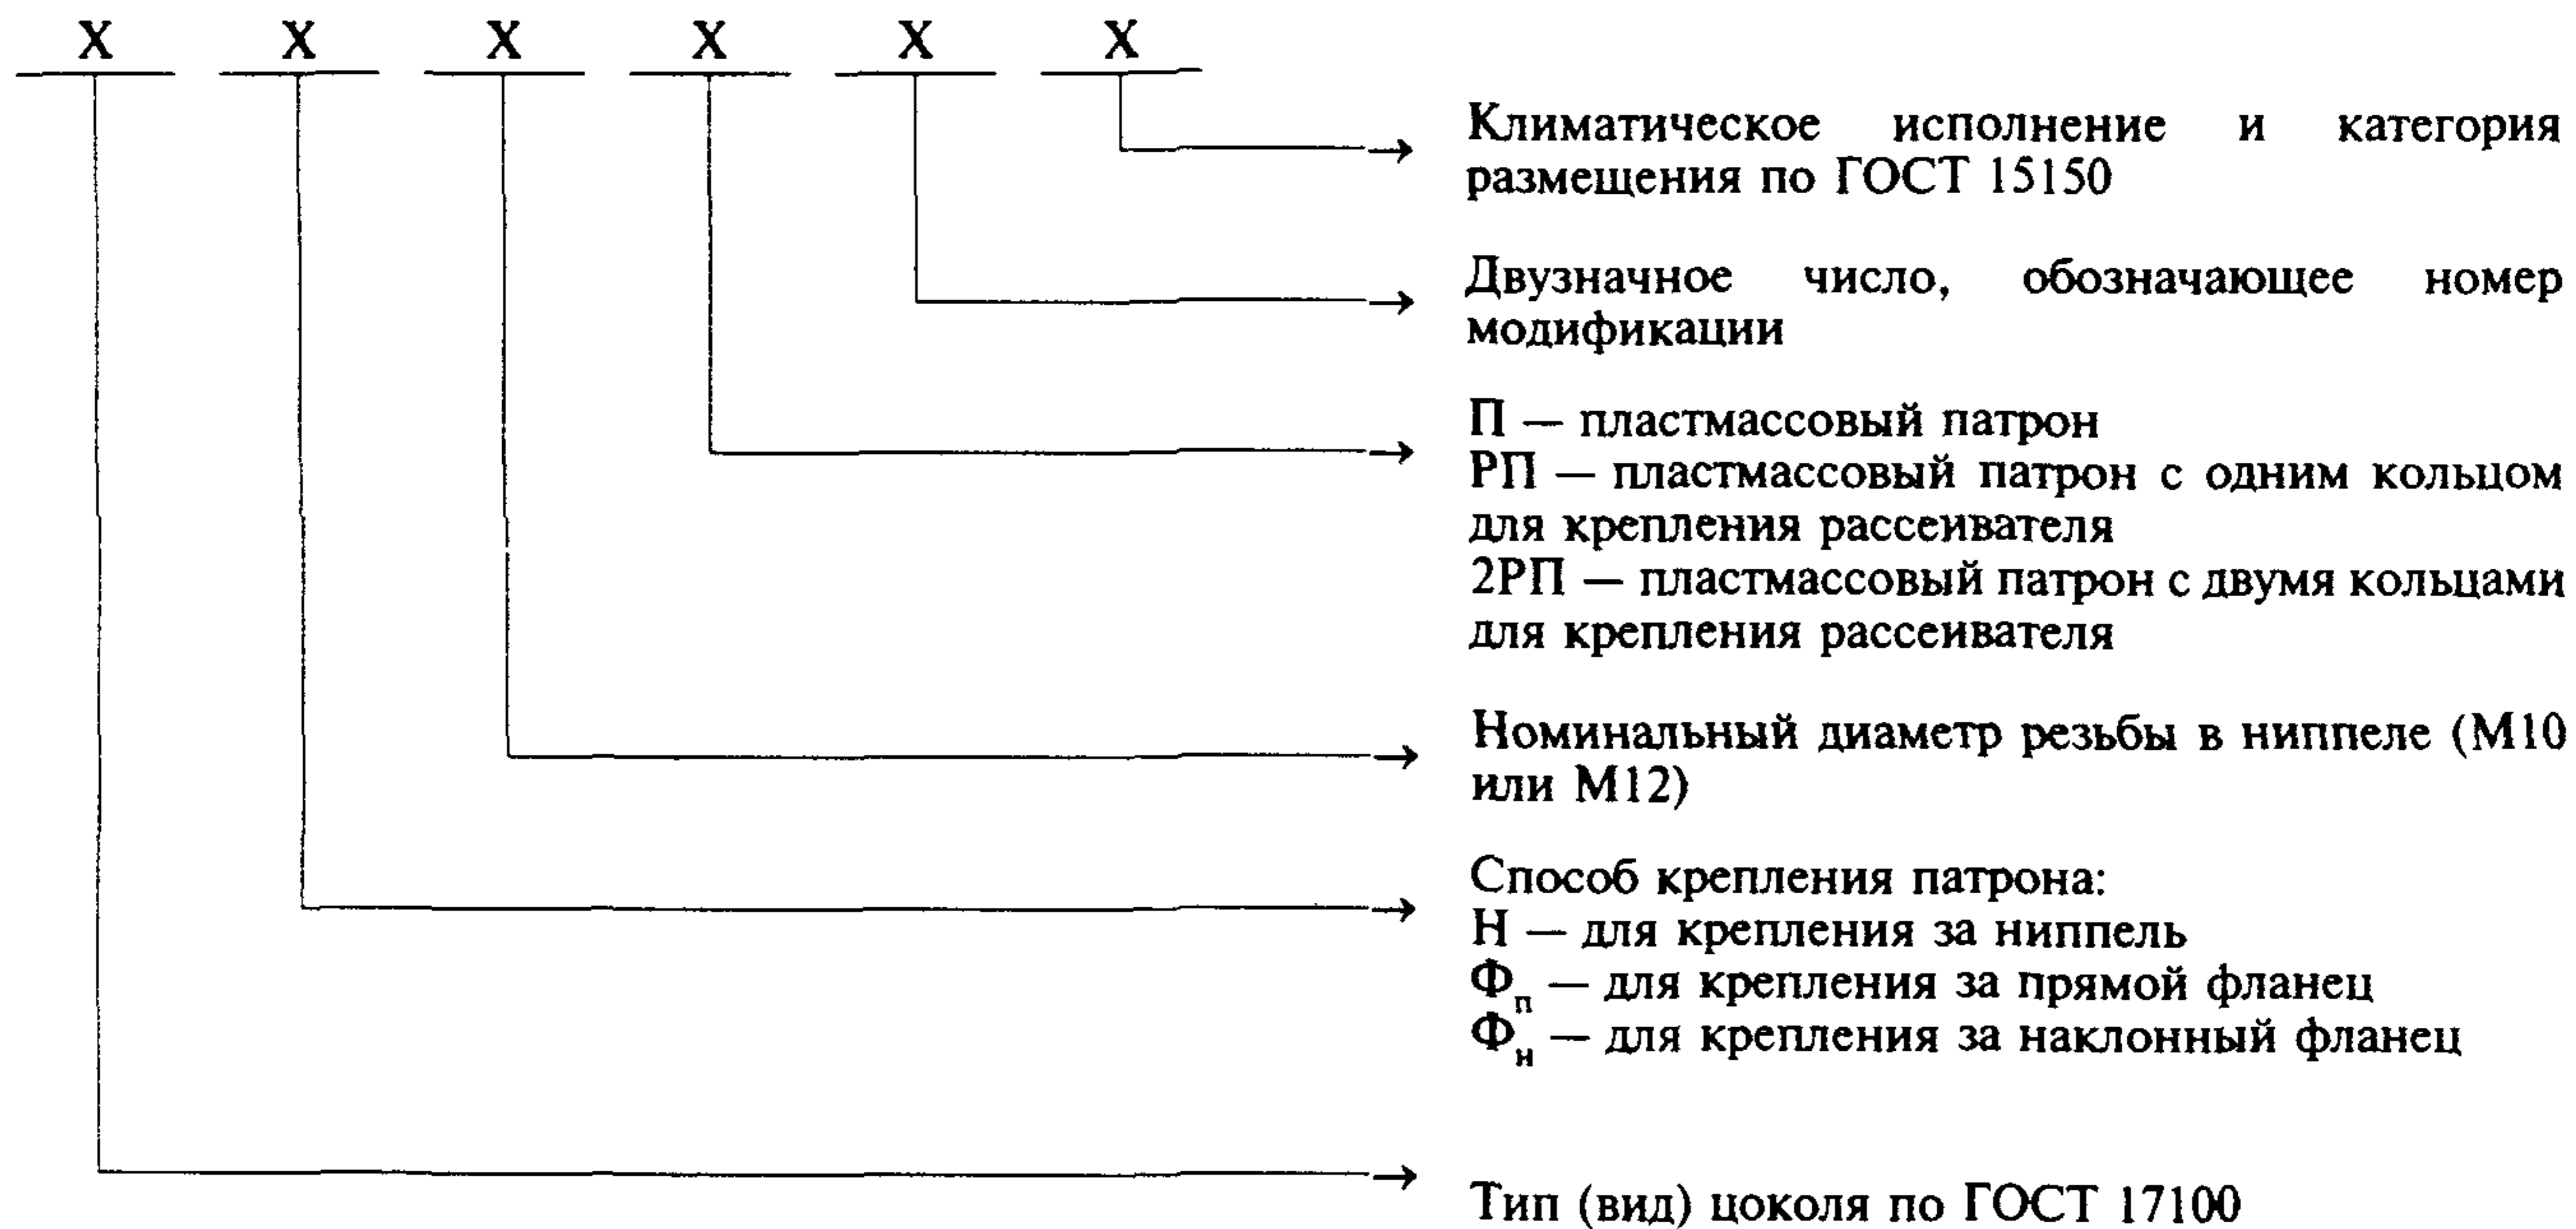 X X X X X X
Климатическое исполнение и категория
размещения по ГОСТ 15150
Двузначное число, обозначающее номер
модификации
П — пластмассовый патрон
РП — пластмассовый патрон с одним кольцом
для крепления рассеивателя
2РП — пластмассовый патрон с двумя кольцами
для крепления рассеивателя
Номинальный диаметр резьбы в ниппеле (М10
или М12)
Способ крепления патрона:
Н — для крепления за ниппель
Фп — для крепления за прямой фланец
Фн — для крепления за наклонный фланец
Тип (вид) цоколя по ГОСТ 17100